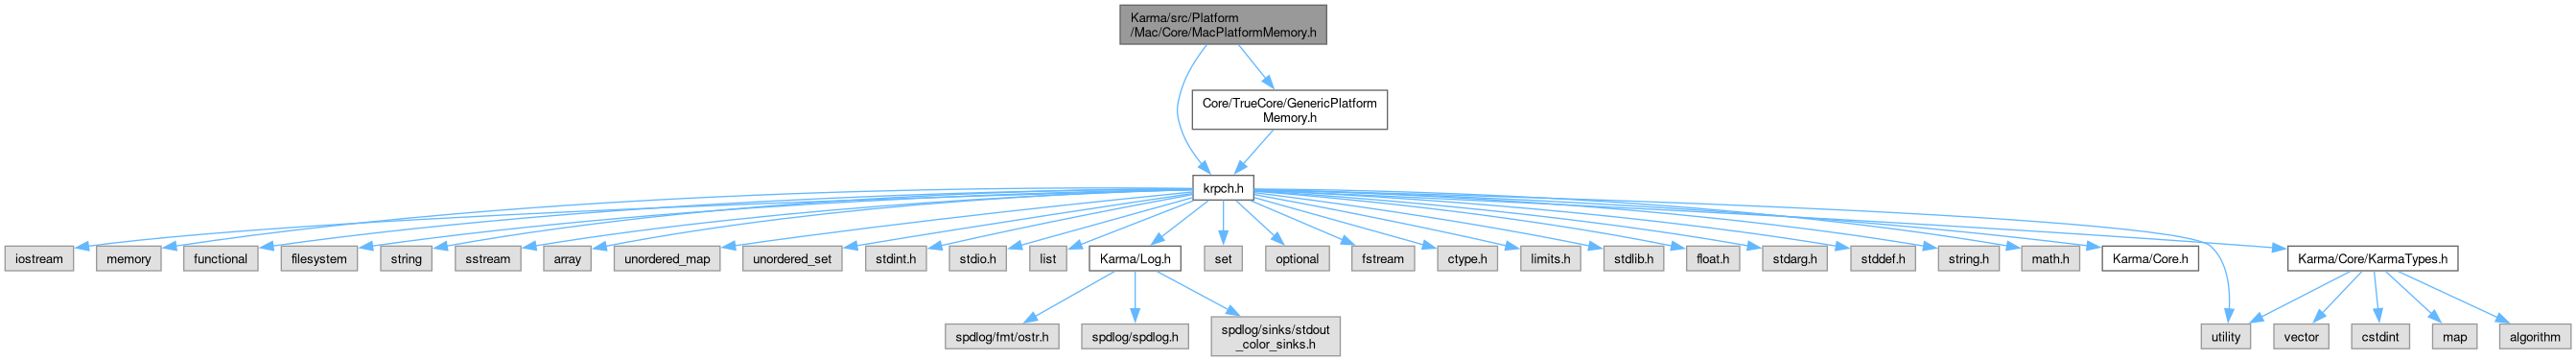 Karma/src/Platform
/Mac/Core/MacPlatformMemory.h
Core/TrueCore/GenericPlatform
Memory.h
krpch.h
iostream
memory
functional
filesystem
string
sstream
array
unordered_map
unordered_set
stdint.h
stdio.h
list
Karma/Log.h
set
optional
fstream
ctype.h
limits.h
stdlib.h
float.h
stdarg.h
stddef.h
string.h
math.h
Karma/Core.h
Karma/Core/KarmaTypes.h
spdlog/fmt/ostr.h
spdlog/spdlog.h
spdlog/sinks/stdout
_color_sinks.h
utility
vector
cstdint
map
algorithm